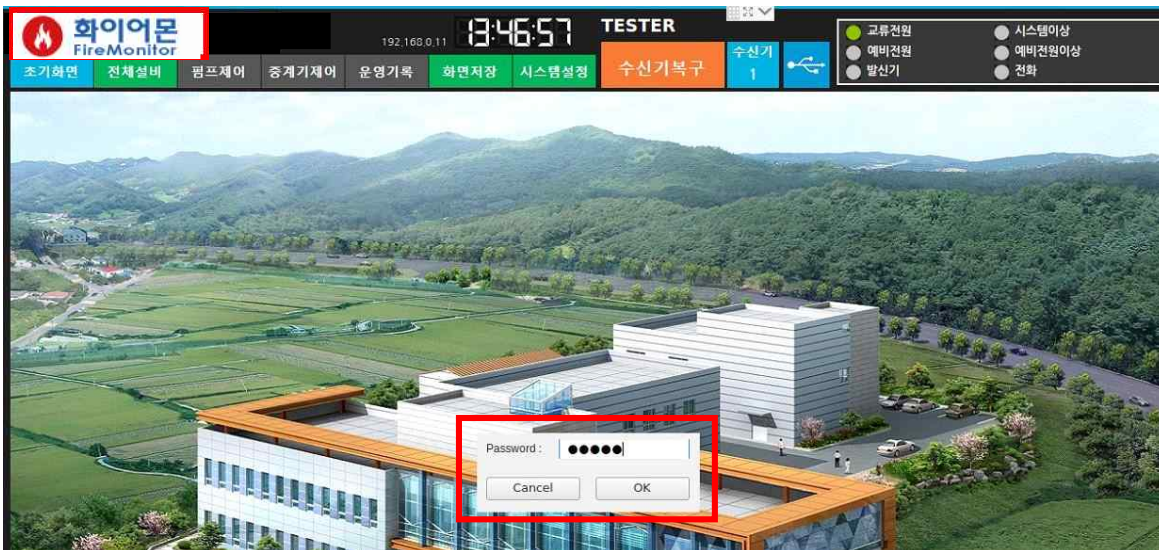 화이어몬
FireMonitor
192,168,0,11
13:46:57
TESTER
수신기복구
수신기
1
교류전원
시스템이상
예비전원
예비전원이상
발신기
전화
초기화면
전체설비
펌프제어
중계기제어
운영기록
화면저장
시스템설정
Password :
●●●●●
Cancel
OK